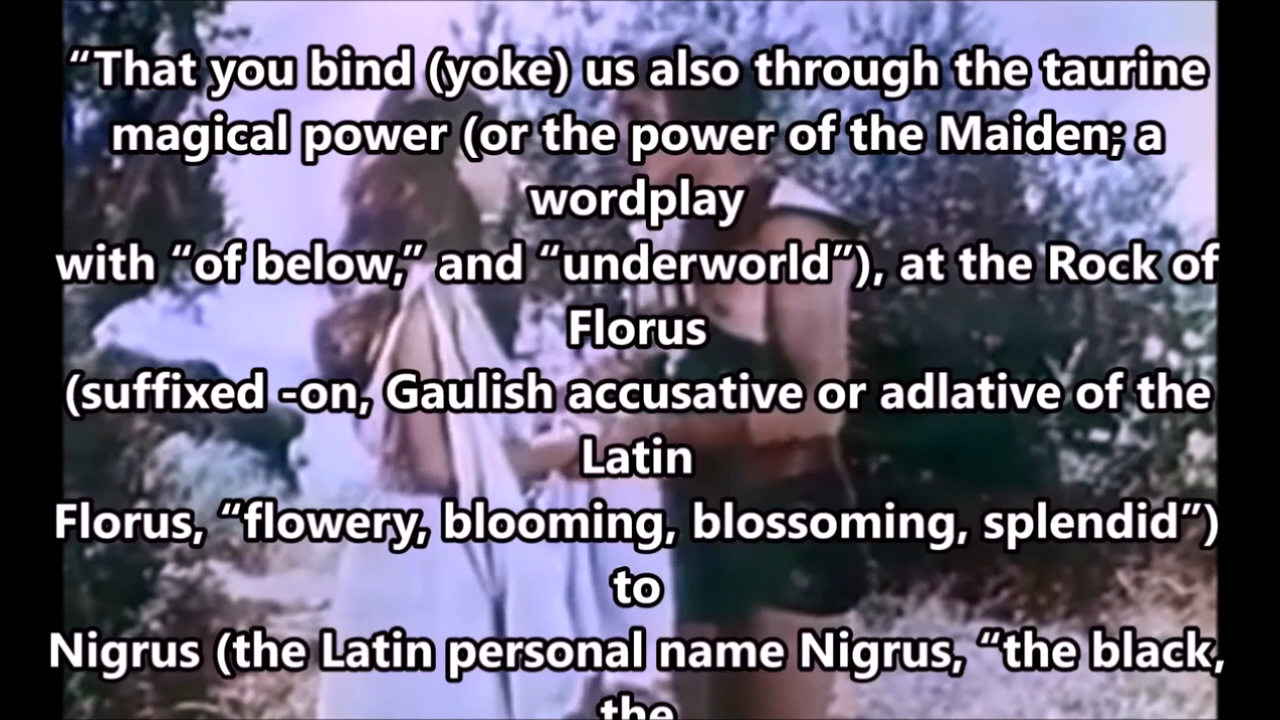 “That you bind (yoke) us also through the taurine
magical power (or the power of the Maiden; a
wordplay
with “of below,” and “underworld”), at the Rock of
Florus
(suffixed -on, Gaulish accusative or adlative of the
Latin
Florus, “flowery, blooming, blossoming, splendid”)
to
Nigrus (the Latin personal name Nigrus, “the black,
the